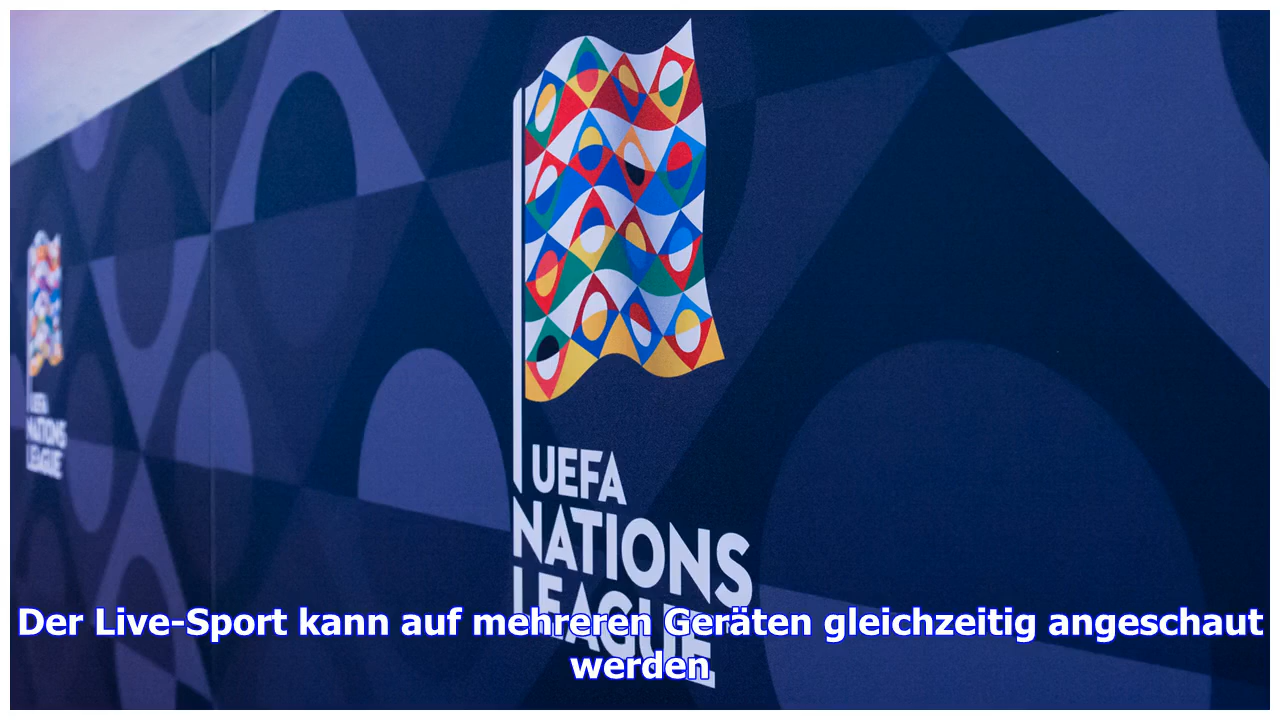 UEFA
NATIONS
LEAGUE
UEFA
NATIONS
LEAGUE
Der Live-Sport kann auf mehreren Geräten gleichzeitig angeschaut
werden